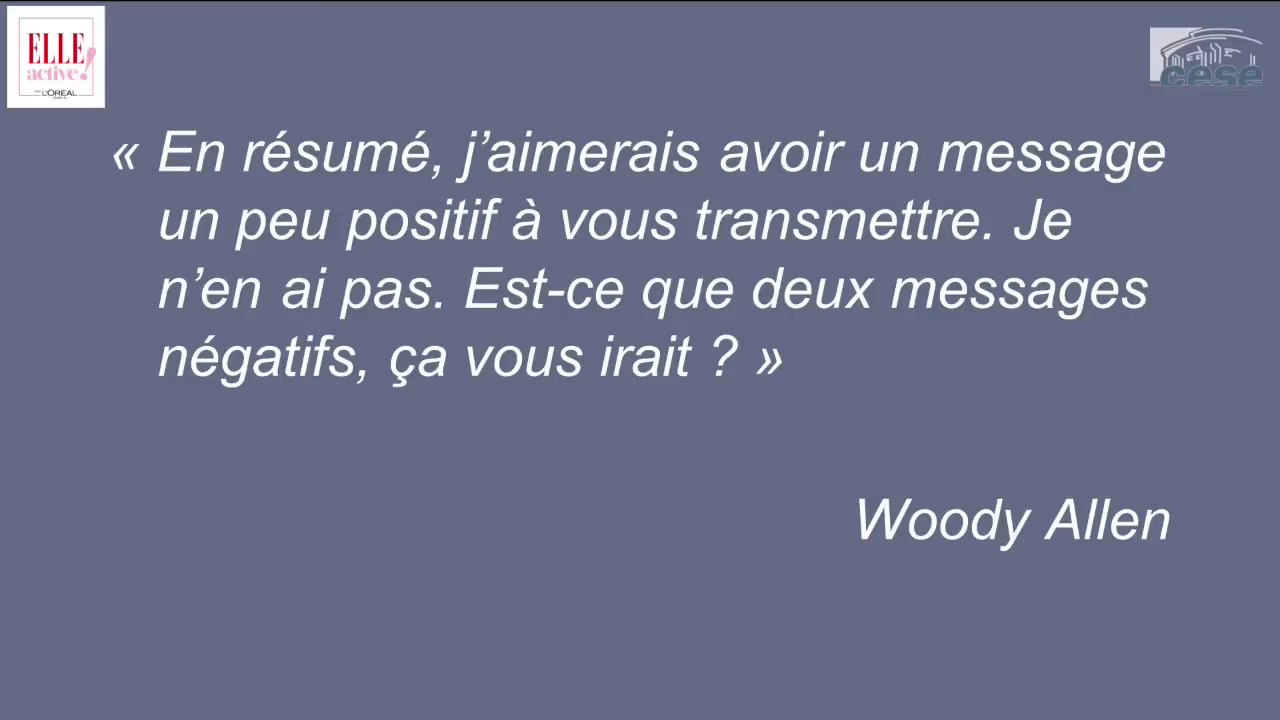 ELLE
active!
L'ORÉAL
PARIS
cese
« En résumé, j’aimerais avoir un message
un peu positif à vous transmettre. Je
n’en ai pas. Est-ce que deux messages
négatifs, ça vous irait ? »
Woody Allen